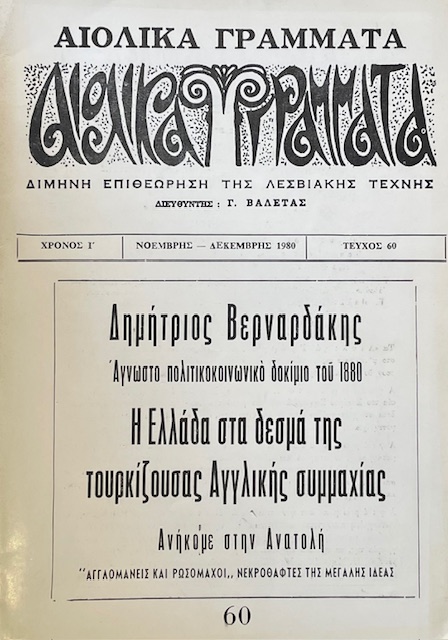 ΑΙΟΛΙΚΑ ΓΡΑΜΜΑΤΑ
ΑΙΟΛΙΚΑ ΓΡΑΜΜΑΤΑ
ΔΙΜΗΝΗ ΕΠΙΘΕΩΡΗΣΗ ΤΗΣ ΛΕΣΒΙΑΚΗΣ ΤΕΧΝΗΣ
ΔΙΕΥΘΥΝΤΗΣ : Γ. ΒΑΛΕΤΑΣ
ΧΡΟΝΟΣ Ι΄ ΝΟΕΜΒΡΗΣ — ΔΕΚΕΜΒΡΗΣ 1980 ΤΕΥΧΟΣ 60
Δημήτριος Βερναρδάκης
Ἄγνωστο πολιτικοκοινωνικὸ δοκίμιο τοῦ 1880
Η Ελλάδα στα δεσμά της
τουρκίζουσας Αγγλικής συμμαχίας
Ανήκομε στην Ανατολή
"ΑΓΓΛΟΜΑΝΕΙΣ ΚΑΙ ΡΩΣΟΜΑΧΟΙ,, ΝΕΚΡΟΘΑΦΤΕΣ ΤΗΣ ΜΕΓΑΛΗΣ ΙΔΕΑΣ
60